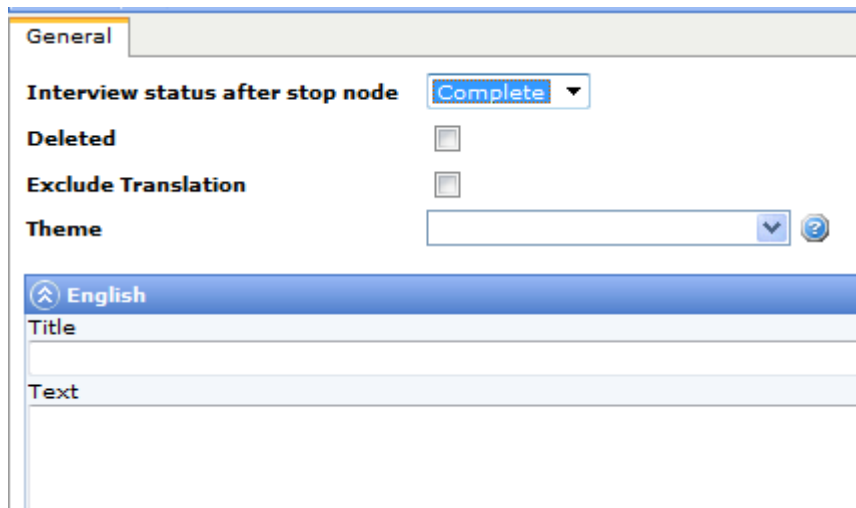 General
Interview status after stop node Complete
Deleted
Exclude Translation
Theme
English
Title
Text